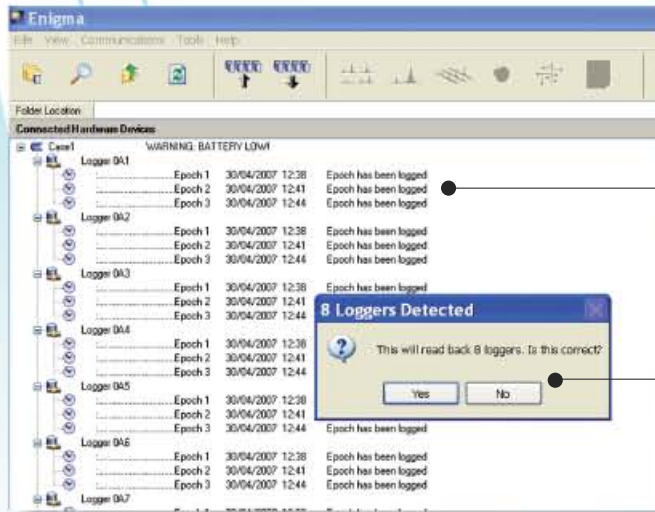 Enigma
File View Communications Tools Help
Folder Location
Connected Hardware Devices
Case1 WARNING: BATTERY LOW!
Logger 0A1
Epoch 1 30/04/2007 12:38 Epoch has been logged
Epoch 2 30/04/2007 12:41 Epoch has been logged
Epoch 3 30/04/2007 12:44 Epoch has been logged
Logger 0A2
Epoch 1 30/04/2007 12:38 Epoch has been logged
Epoch 2 30/04/2007 12:41 Epoch has been logged
Epoch 3 30/04/2007 12:44 Epoch has been logged
Logger 0A3
Epoch 1 30/04/2007 12:38 Epoch has been logged
Epoch 2 30/04/2007 12:41
Epoch 3 30/04/2007 12:44
Logger 0A4
Epoch 1 30/04/2007 12:38
Epoch 2 30/04/2007 12:41
Epoch 3 30/04/2007 12:44
Logger 0A5
Epoch 1 30/04/2007 12:38
Epoch 2 30/04/2007 12:41
Epoch 3 30/04/2007 12:44 Epoch has been logged
Logger 0A6
Epoch 1 30/04/2007 12:38 Epoch has been logged
Epoch 2 30/04/2007 12:41 Epoch has been logged
Epoch 3 30/04/2007 12:44 Epoch has been logged
Logger 0A7
8 Loggers Detected
This will read back 8 loggers. Is this correct?
Yes No